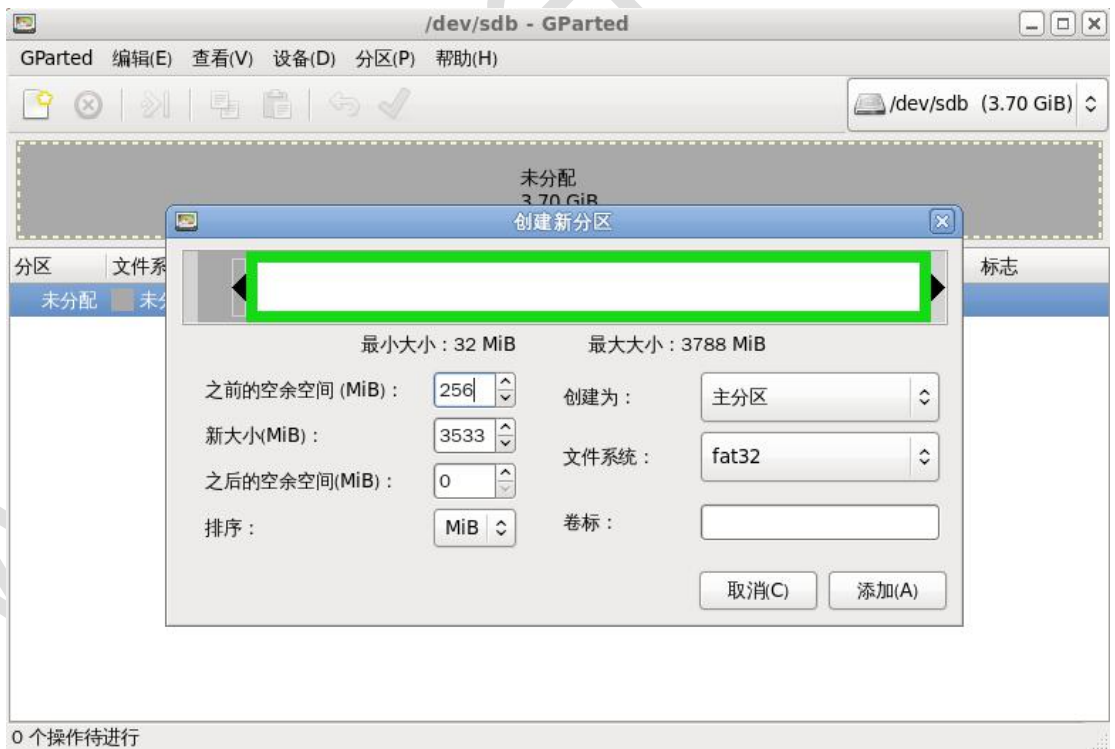 /dev/sdb - GParted
GParted 编辑(E) 查看(V) 设备(D) 分区(P) 帮助(H)
/dev/sdb (3.70 GiB)
未分配
3.70 GiB
创建新分区
分区 文件系 标志
未分配 未分
最小大小：32 MiB 最大大小：3788 MiB
之前的空余空间 (MiB)： 256 创建为： 主分区
新大小(MiB)： 3533
文件系统： fat32
之后的空余空间(MiB)： 0
排序： MiB 卷标：
取消(C) 添加(A)
0 个操作待进行